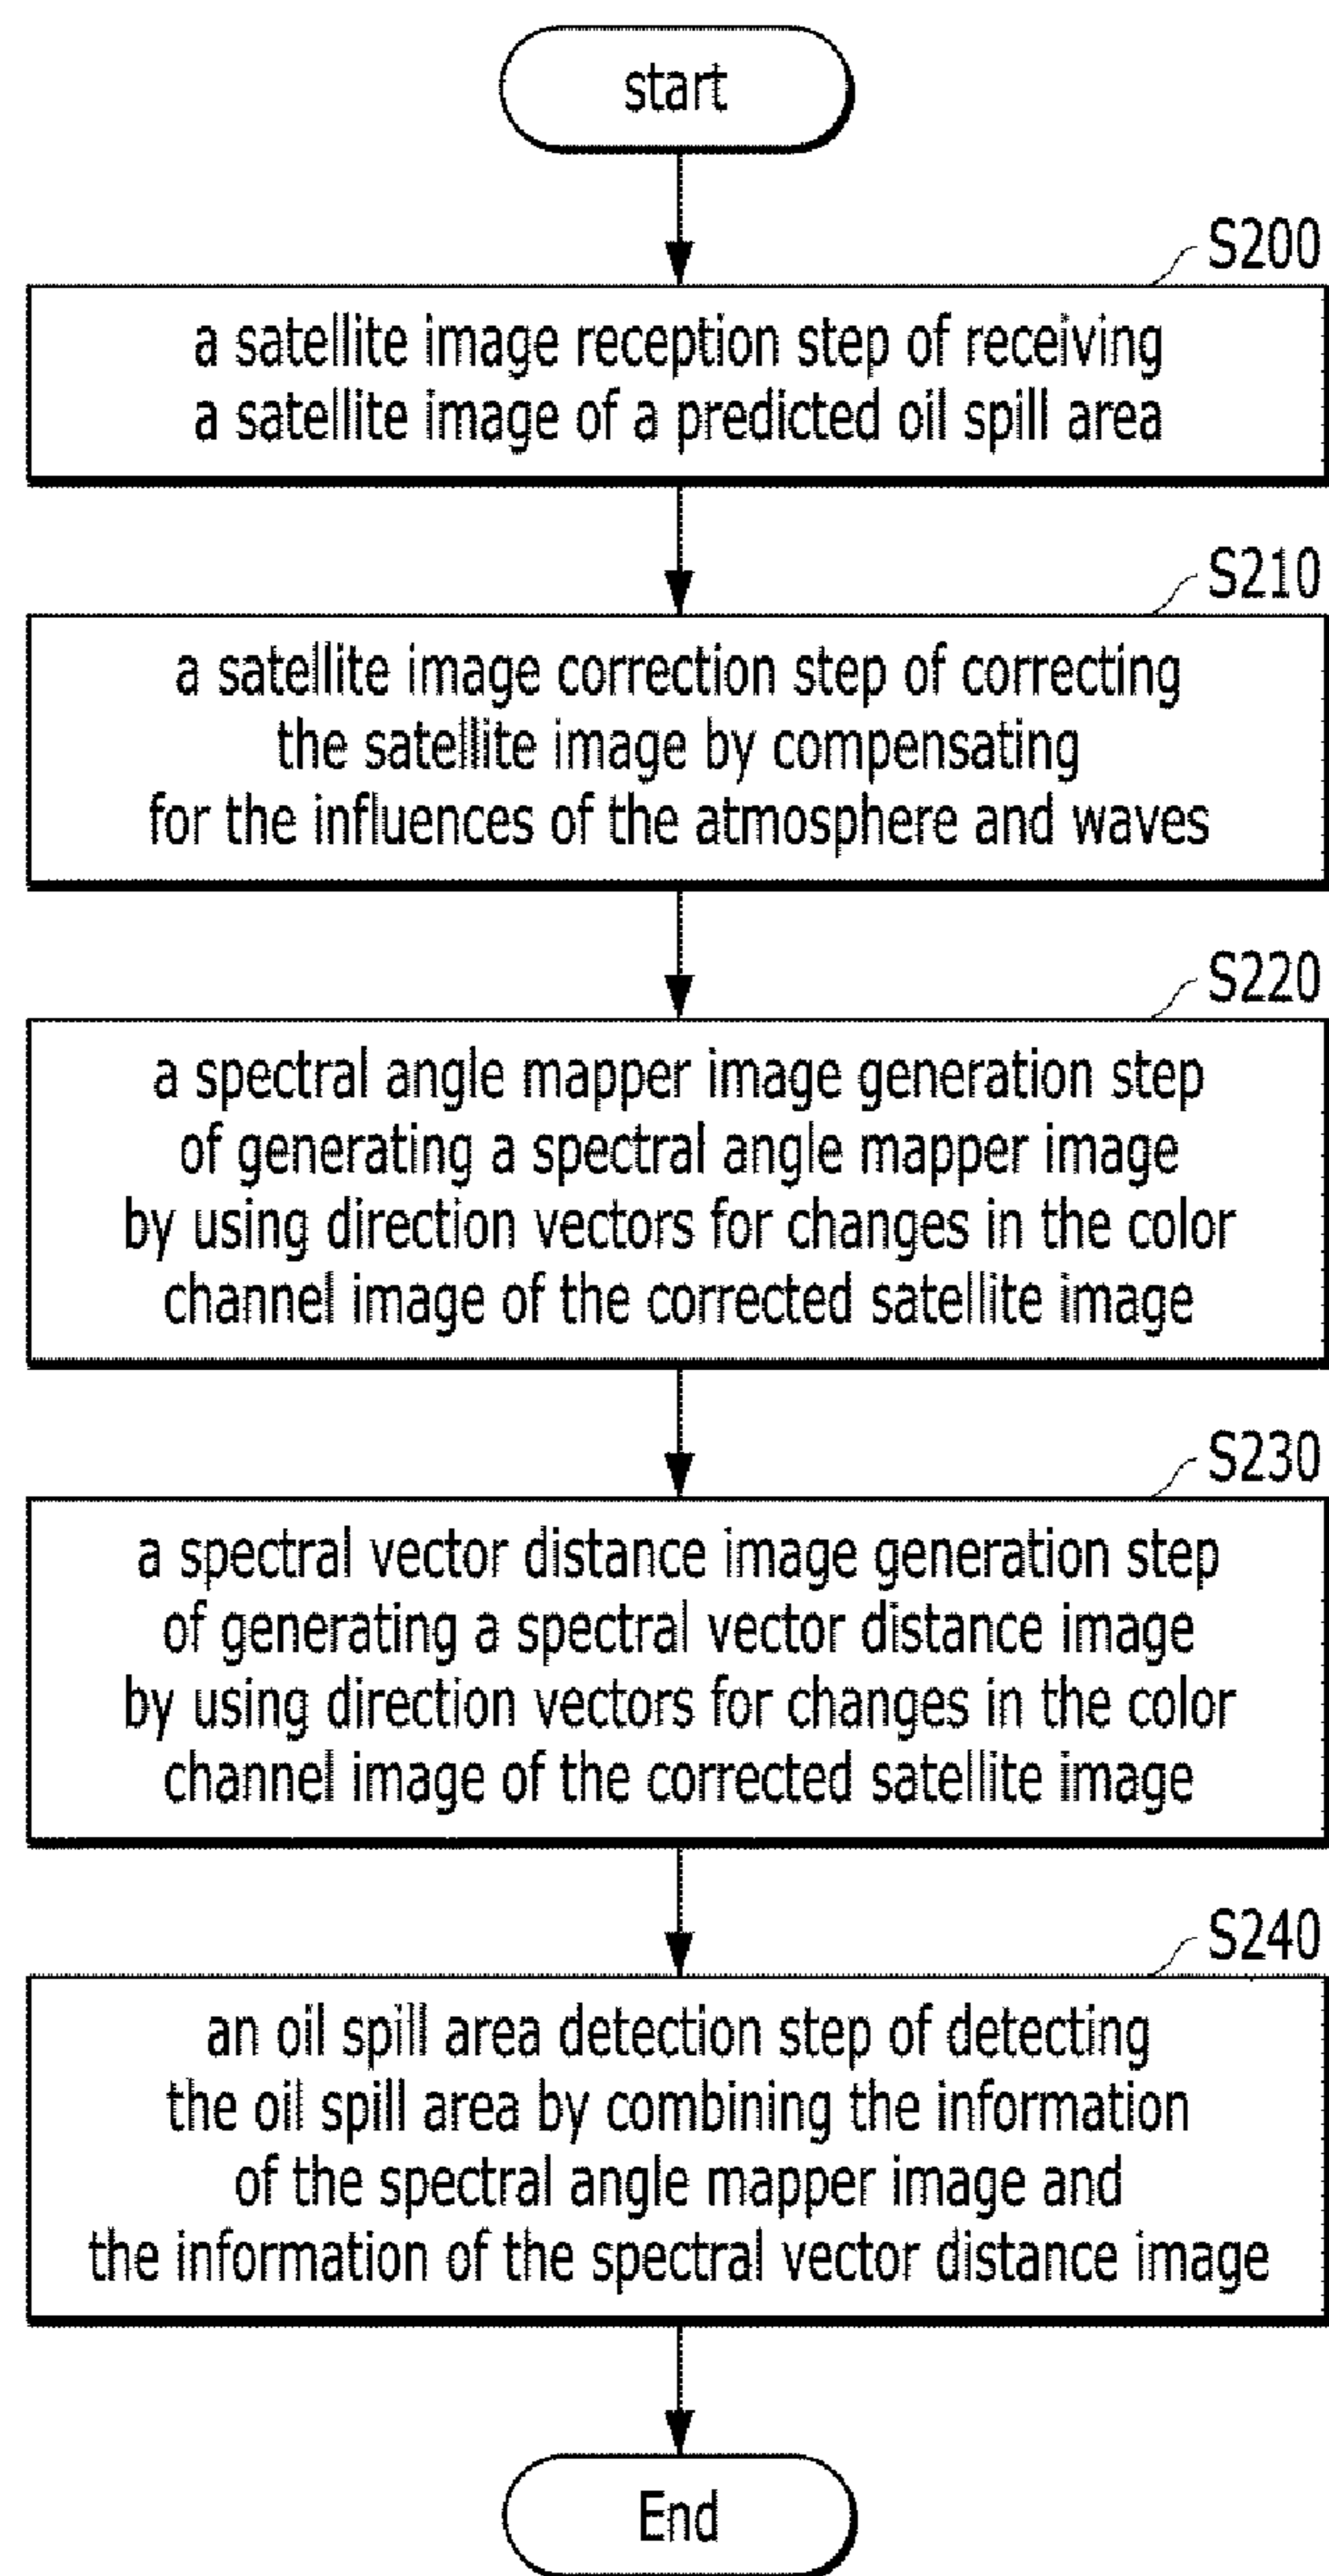 start
S200
a satellite image reception step of receiving
a satellite image of a predicted oil spill area
S210
a satellite image correction step of correcting
the satellite image by compensating
for the influences of the atmosphere and waves
S220
a spectral angle mapper image generation step
of generating a spectral angle mapper image
by using direction vectors for changes in the color
channel image of the corrected satellite image
S230
a spectral vector distance image generation step
of generating a spectral vector distance image
by using direction vectors for changes in the color
channel image of the corrected satellite image
S240
an oil spill area detection step of detecting
the oil spill area by combining the information
of the spectral angle mapper image and
the information of the spectral vector distance image
End